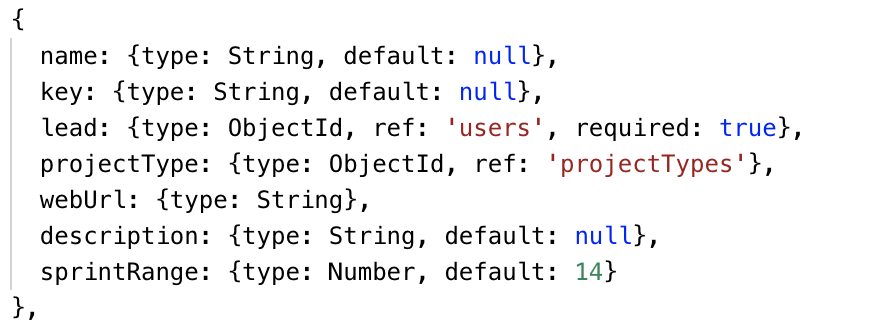 {
  name: {type: String, default: null},
  key: {type: String, default: null},
  lead: {type: ObjectId, ref: 'users', required: true},
  projectType: {type: ObjectId, ref: 'projectTypes'},
  webUrl: {type: String},
  description: {type: String, default: null},
  sprintRange: {type: Number, default: 14}
},